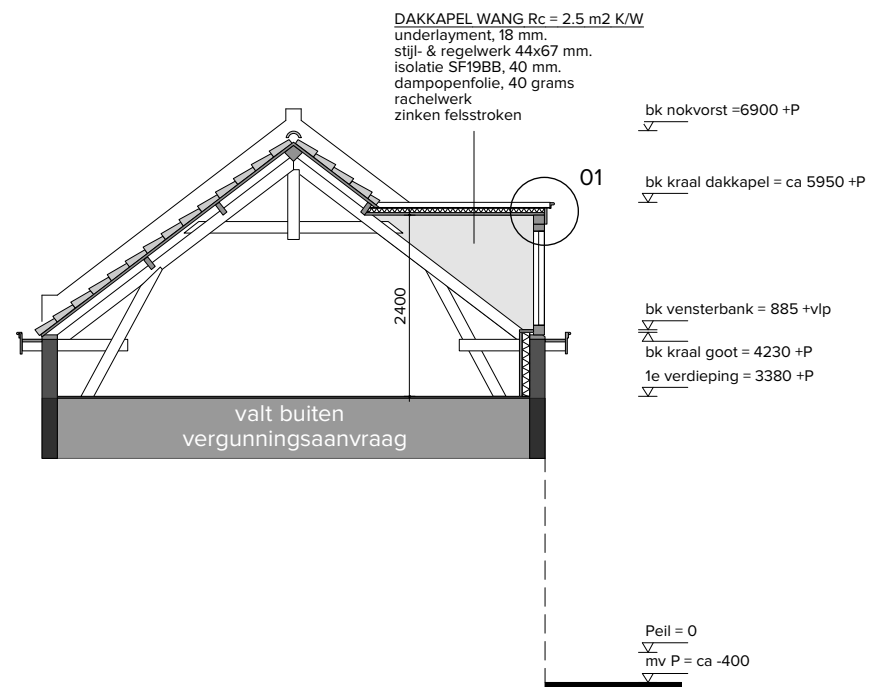 DAKKAPEL WANG Rc = 2.5 m2 K/W
underlayment, 18 mm.
stijl- & regelwerk 44x67 mm.
isolatie SF19BB, 40 mm.
dampopenfolie, 40 grams
rachelwerk
zinken felsstroken
bk nokvorst =6900 +P
01
bk kraal dakkapel = ca 5950 +P
2400
bk vensterbank = 885 +vlp
bk kraal goot = 4230 +P
1e verdieping = 3380 +P
valt buiten
vergunningsaanvraag
Peil = 0
mv P = ca -400